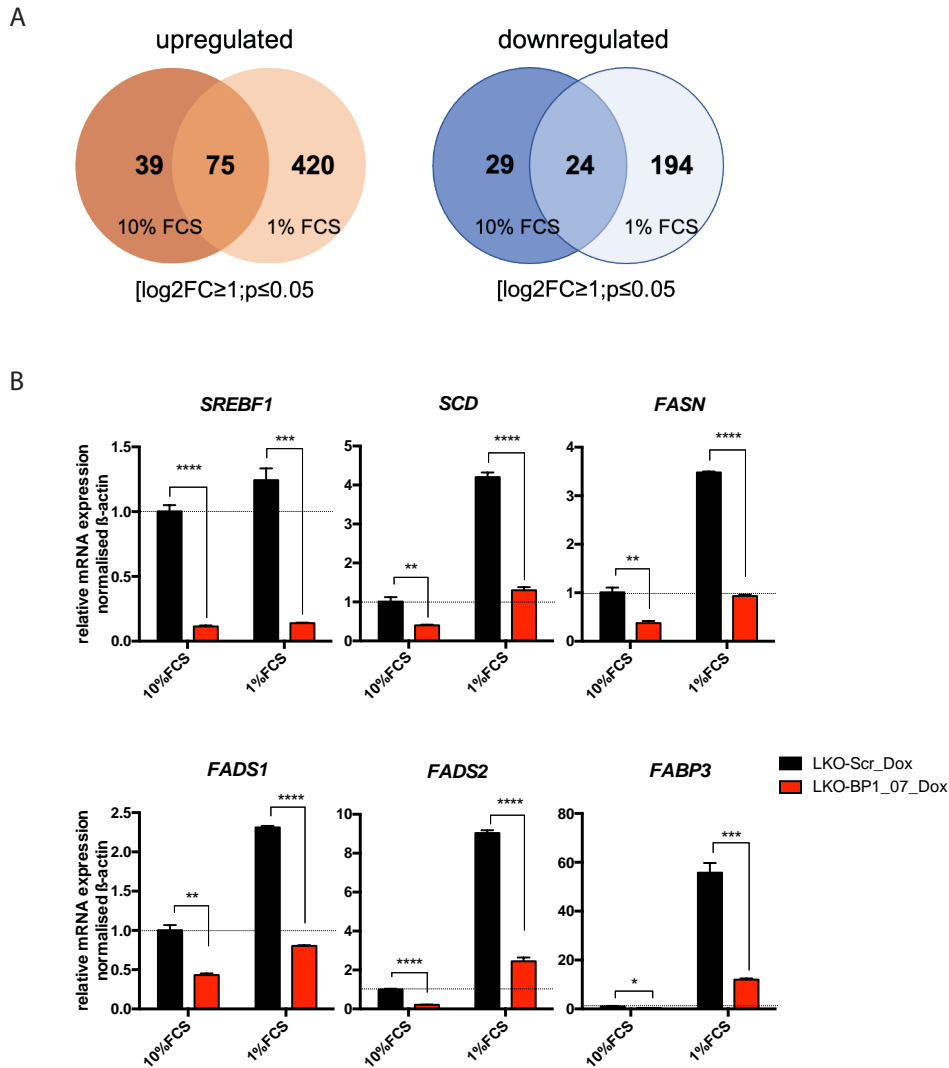 A
upregulated
downregulated
39 75 420
29 24 194
10% FCS 1% FCS
10% FCS 1% FCS
[log2FC≥1;p≤0.05
[log2FC≥1;p≤0.05
B
SREBF1
SCD
FASN
relative mRNA expression
normalised ß-actin
1.5
1.0
0.5
0.0
**** ***
10%FCS 1%FCS
5
4
3
2
1
0
** ****
10%FCS 1%FCS
4
3
2
1
0
** ****
10%FCS 1%FCS
FADS1
FADS2
FABP3
LKO-Scr_Dox
LKO-BP1_07_Dox
relative mRNA expression
normalised ß-actin
2.5
2.0
1.5
1.0
0.5
0.0
** ****
10%FCS 1%FCS
10
8
6
4
2
0
**** ****
10%FCS 1%FCS
80
60
40
20
0
* ***
10%FCS 1%FCS